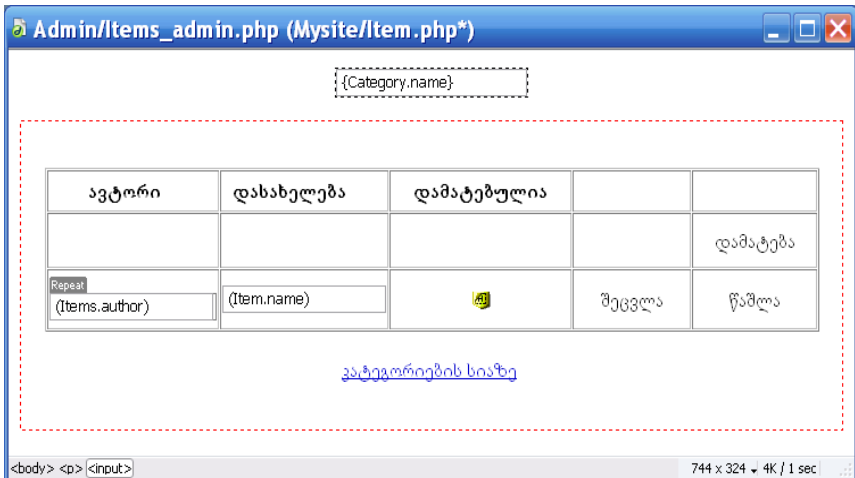 Admin/Items_admin.php (Mysite/Item.php*)
{Category.name}
ავტორი დასახელება დამატებულია
დამატება
Repeat
(Items.author) (Item.name) შეცვლა წაშლა
კატეგორიების სიაზე
<body> <p> <input> 744 x 324 4K / 1 sec